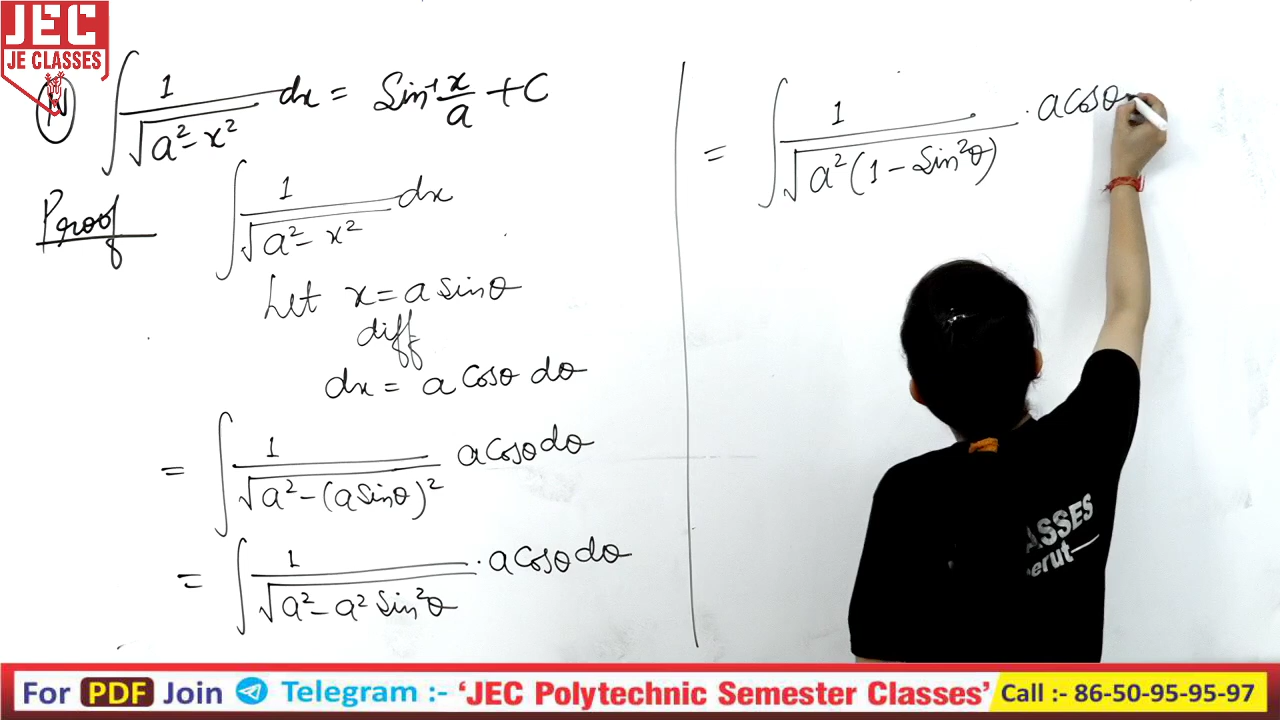 JEC
JE CLASSES
(IV) ∫ 1/√(a² - x²) dx = Sin⁻¹ x/a + C
Proof
∫ 1/√(a² - x²) dx
Let x = a sinθ
diff
dx = a Cosθ dθ
= ∫ 1/√(a² - (a Sinθ)²) a Cosθ dθ
= ∫ 1/√(a² - a² Sin²θ) · a Cosθ dθ
= ∫ 1/√(a²(1 - Sin²θ)) · a Cosθ
ASSES
erut
For PDF Join Telegram :- ‘JEC Polytechnic Semester Classes’ Call :- 86-50-95-95-97